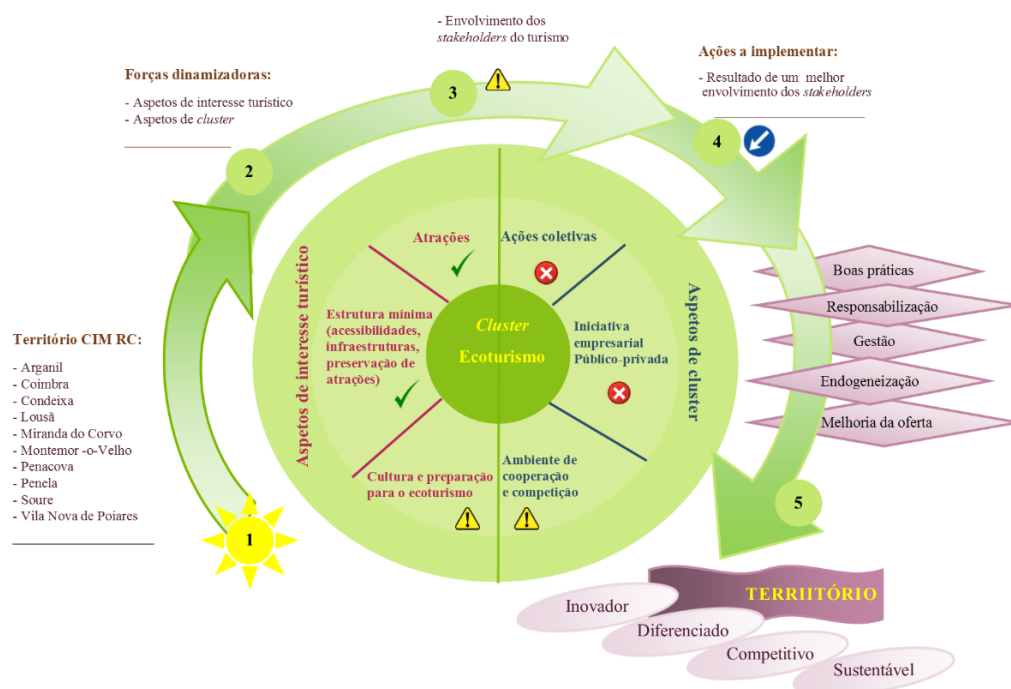 - Envolvimento dos
stakeholders do turismo
Forças dinamizadoras:
- Aspetos de interesse turístico
- Aspetos de cluster
Ações a implementar:
- Resultado de um melhor
envolvimento dos stakeholders
3
4
2
Atrações
Ações coletivas
Aspetos de interesse turístico
Aspetos de cluster
Estrutura mínima
(acessibilidades,
infraestruturas,
preservação de
atrações)
Cluster
Ecoturismo
Iniciativa
empresarial
Público-privada
Cultura e preparação
para o ecoturismo
Ambiente de
cooperação
e competição
Boas práticas
Responsabilização
Gestão
Endogeneização
Melhoria da oferta
Território CIM RC:
- Arganil
- Coimbra
- Condeixa
- Lousã
- Miranda do Corvo
- Montemor -o-Velho
- Penacova
- Penela
- Soure
- Vila Nova de Poiares
1
5
TERRIITÓRIO
Inovador
Diferenciado
Competitivo
Sustentável